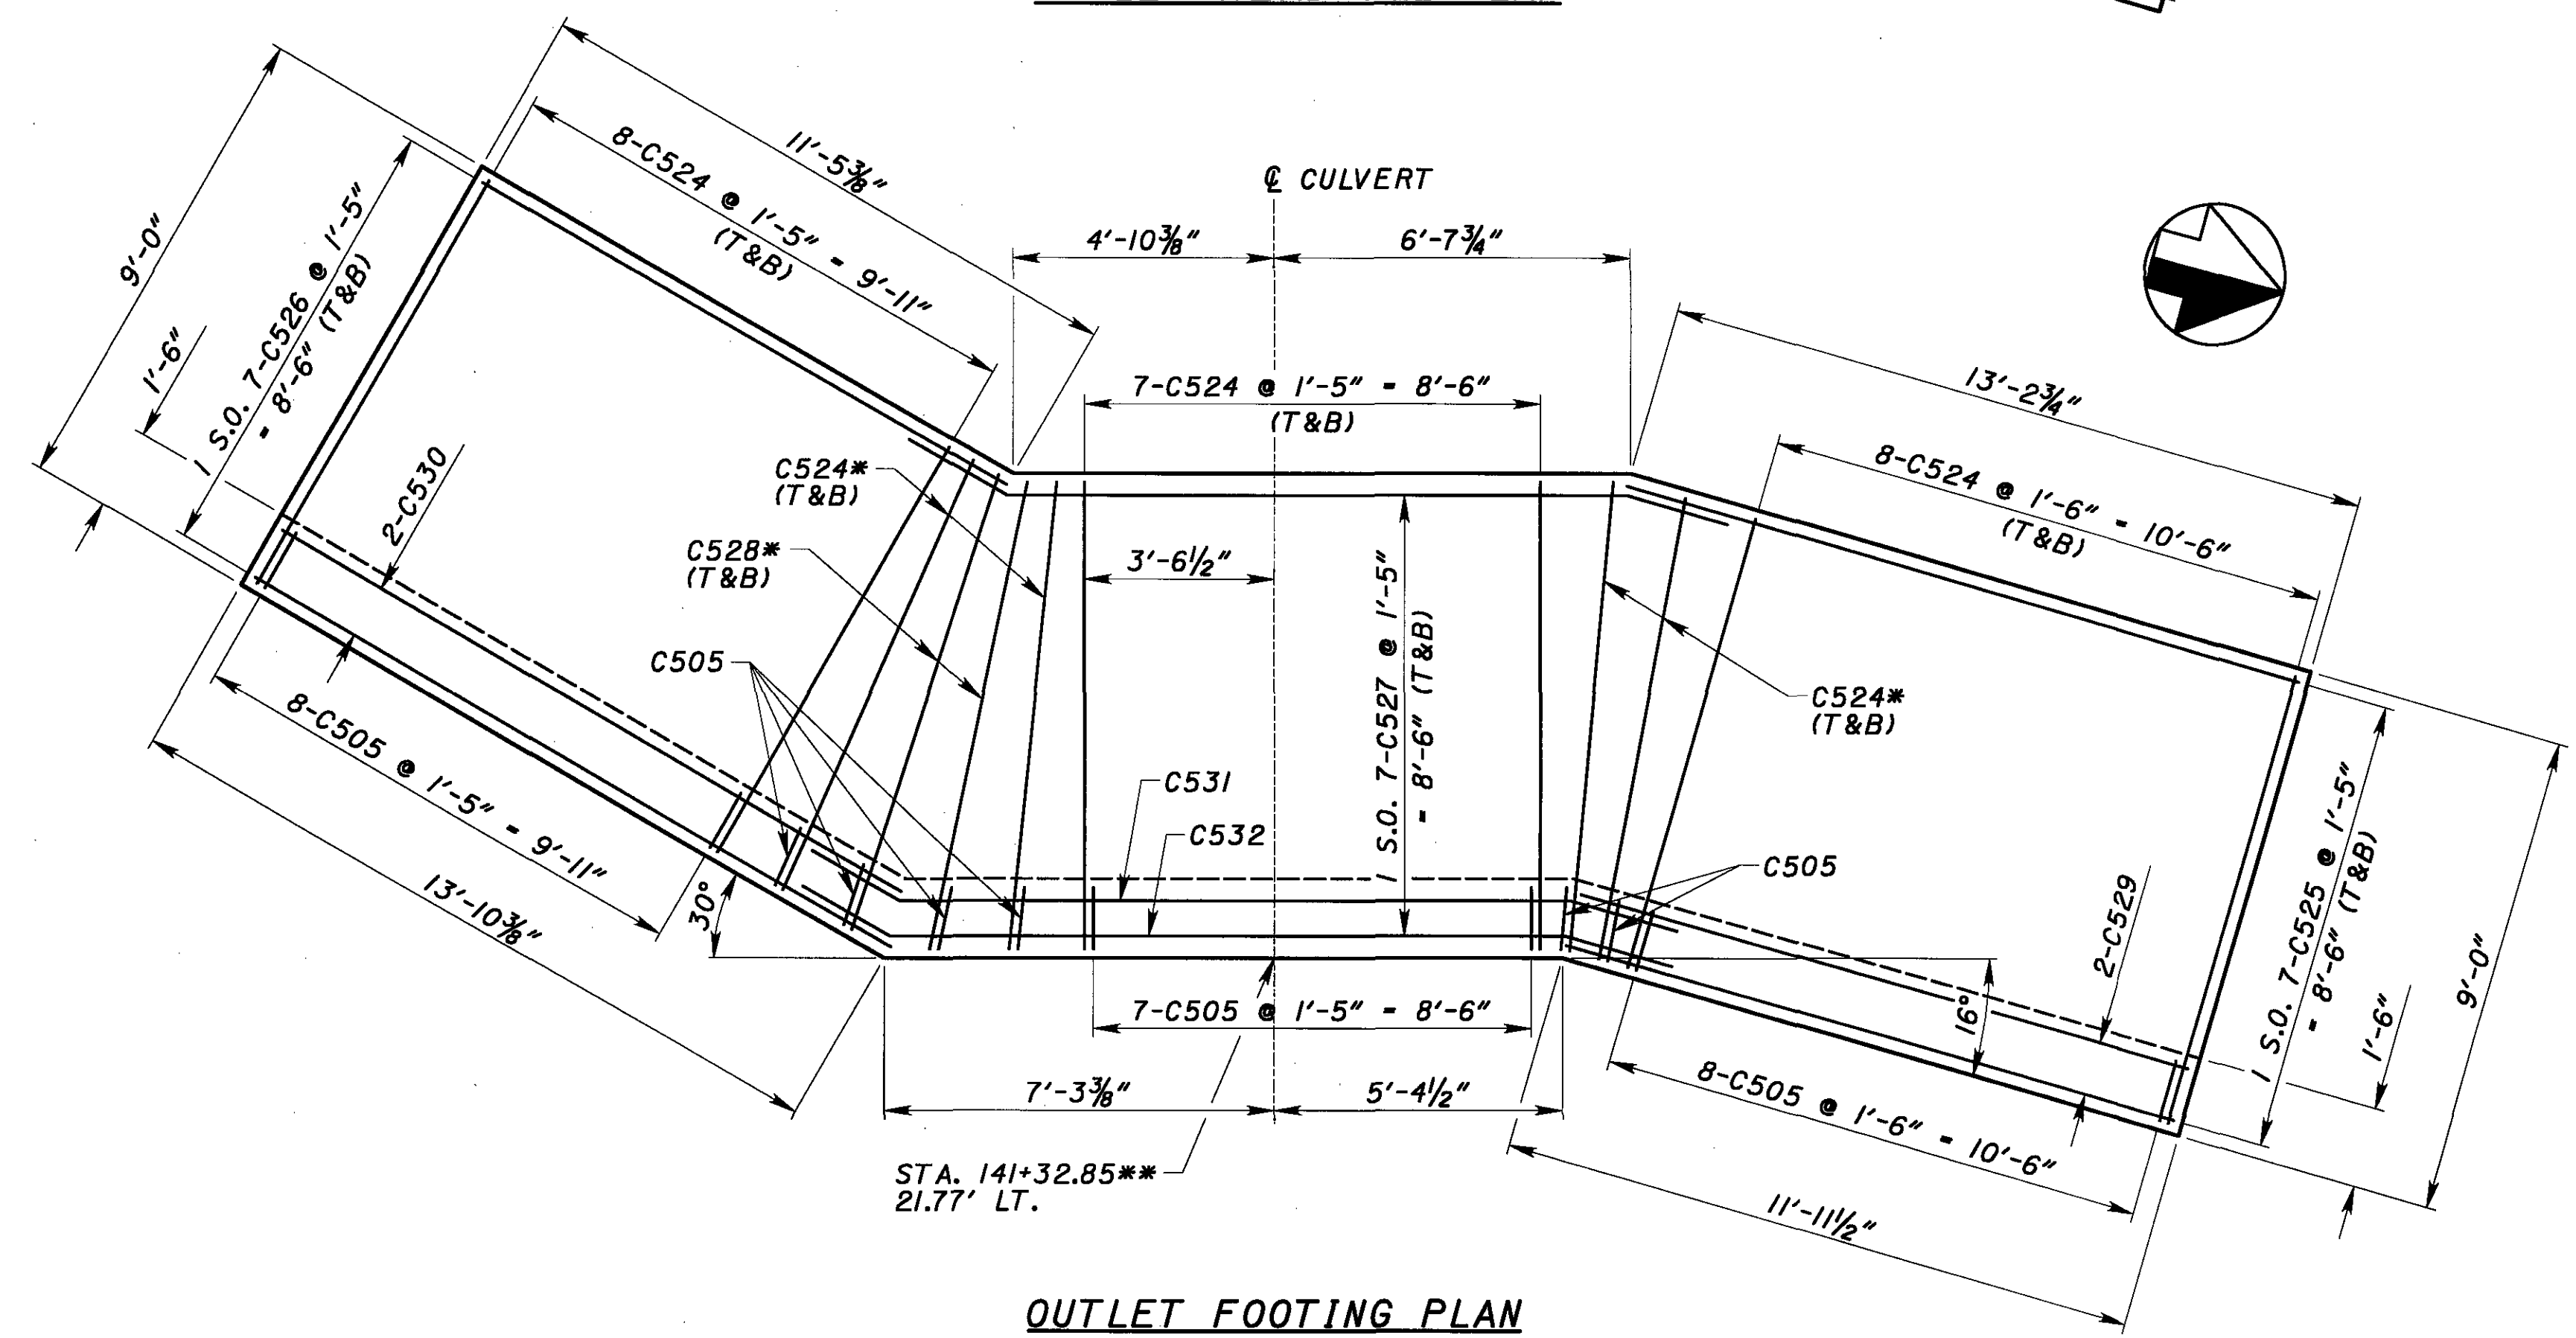 11'-5⅜"
8-C524 @ 1'-5" = 9'-11"
(T&B)
9'-0"
1 S.O. 7-C526 @ 1'-5"
= 8'-6" (T&B)
1'-6"
2-C530
℄ CULVERT
4'-10⅜"
6'-7¾"
7-C524 @ 1'-5" = 8'-6"
(T&B)
13'-2¾"
8-C524 @ 1'-6" = 10'-6"
(T&B)
C524*
(T&B)
C528*
(T&B)
3'-6½"
1 S.O. 7-C527 @ 1'-5"
= 8'-6" (T&B)
C505
C524*
(T&B)
C531
C532
C505
8-C505 @ 1'-5" = 9'-11"
13'-10⅜"
30°
7-C505 @ 1'-5" = 8'-6"
16°
2-C529
1 S.O. 7-C525 @ 1'-5"
= 8'-6" (T&B)
1'-6"
9'-0"
7'-3⅜"
5'-4½"
8-C505 @ 1'-6" = 10'-6"
11'-11½"
STA. 141+32.85**
21.77' LT.
OUTLET FOOTING PLAN